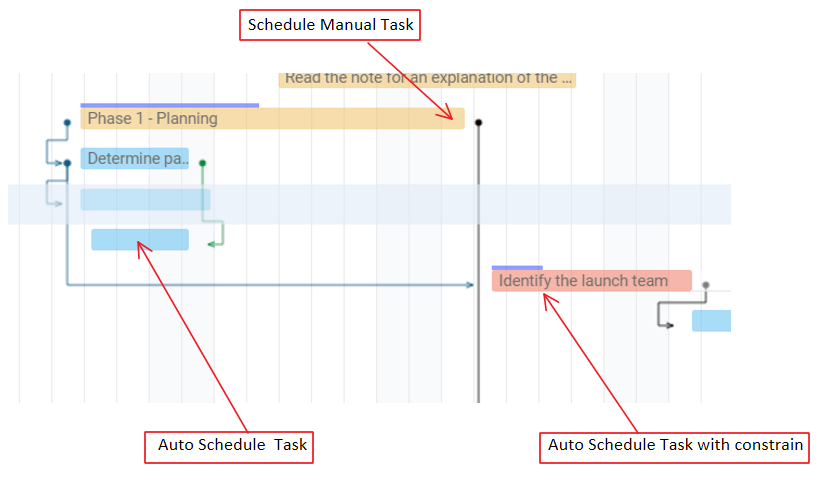 Schedule Manual Task
Read the note for an explanation of the ...
Phase 1 - Planning
Determine pa..
Identify the launch team
Auto Schedule Task
Auto Schedule Task with constrain